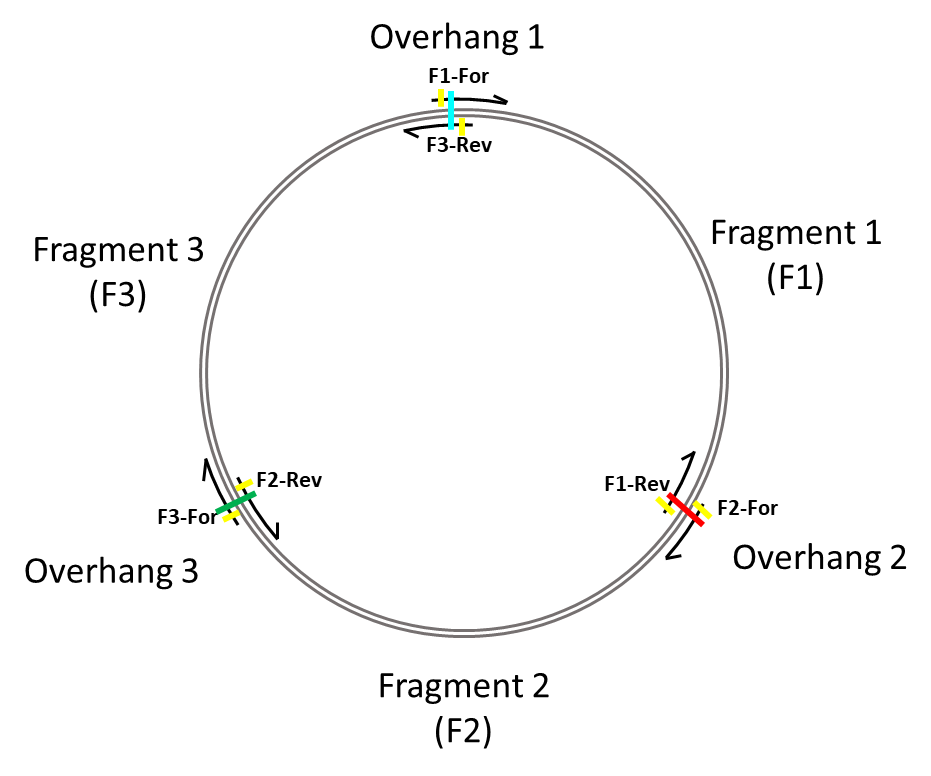 Overhang 1
F1-For
F3-Rev
Fragment 1
(F1)
Fragment 3
(F3)
F2-Rev
F1-Rev
F3-For
F2-For
Overhang 3
Overhang 2
Fragment 2
(F2)